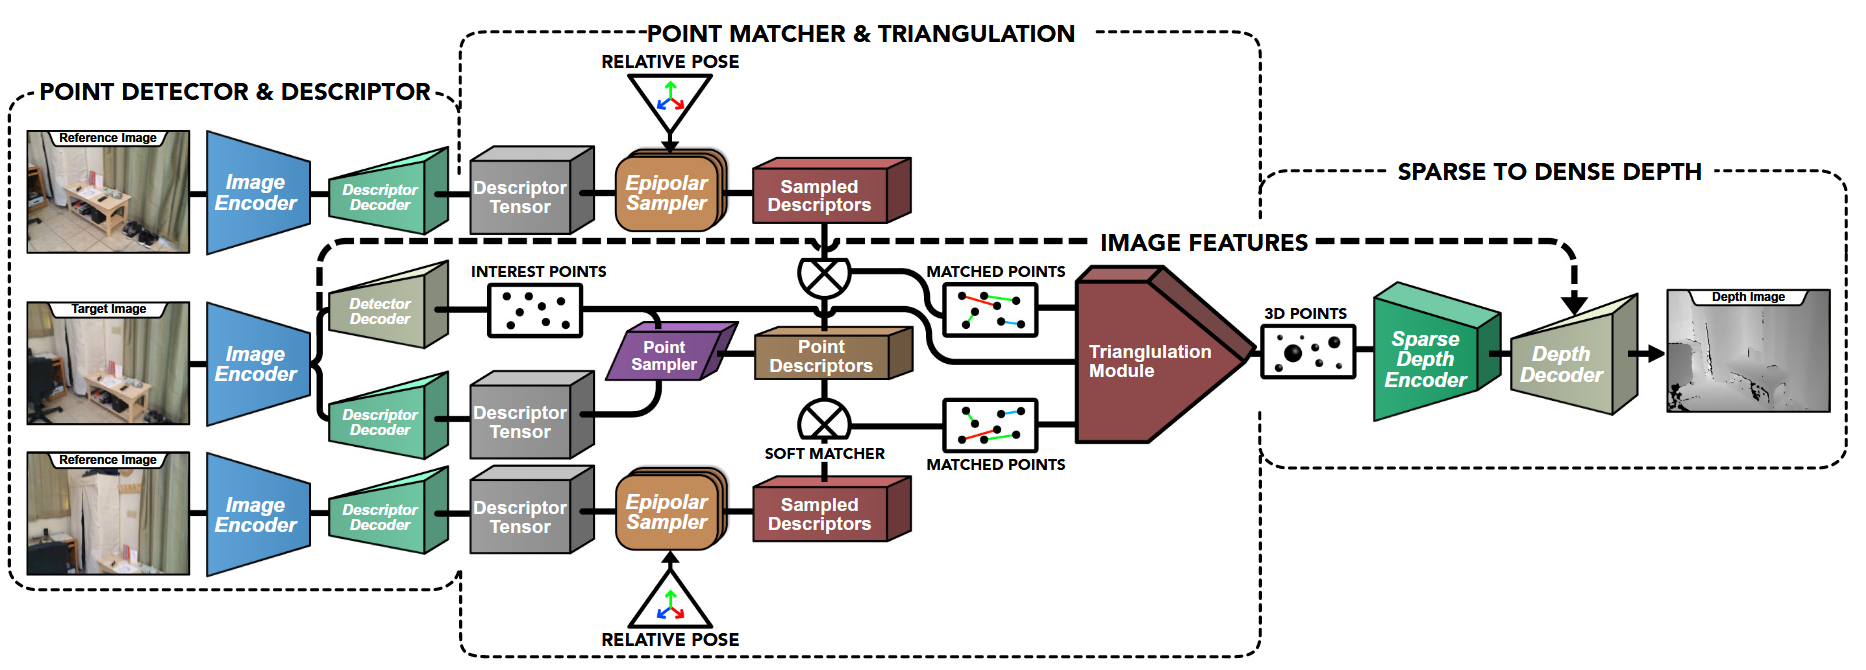 POINT MATCHER & TRIANGULATION
RELATIVE POSE
POINT DETECTOR & DESCRIPTOR
Reference Image
Image
Encoder
Descriptor
Decoder
Descriptor
Tensor
Epipolar
Sampler
Sampled
Descriptors
SPARSE TO DENSE DEPTH
IMAGE FEATURES
Target Image
Image
Encoder
Detector
Decoder
INTEREST POINTS
Point
Sampler
Point
Descriptors
MATCHED POINTS
Trianglulation
Module
3D POINTS
Sparse
Depth
Encoder
Depth
Decoder
Depth Image
Descriptor
Decoder
Descriptor
Tensor
SOFT MATCHER
MATCHED POINTS
Reference Image
Image
Encoder
Descriptor
Decoder
Descriptor
Tensor
Epipolar
Sampler
Sampled
Descriptors
RELATIVE POSE